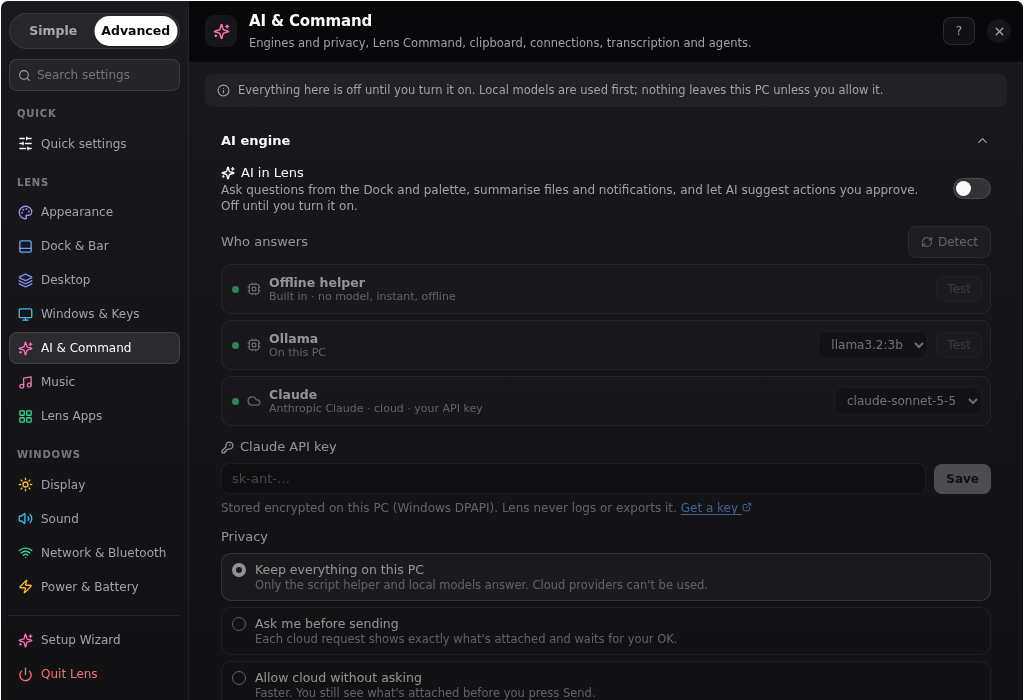 Simple
Advanced
Search settings
QUICK
Quick settings
LENS
Appearance
Dock & Bar
Desktop
Windows & Keys
AI & Command
Music
Lens Apps
WINDOWS
Display
Sound
Network & Bluetooth
Power & Battery
Setup Wizard
Quit Lens
AI & Command
Engines and privacy, Lens Command, clipboard, connections, transcription and agents.
?
Everything here is off until you turn it on. Local models are used first; nothing leaves this PC unless you allow it.
AI engine
AI in Lens
Ask questions from the Dock and palette, summarise files and notifications, and let AI suggest actions you approve.
Off until you turn it on.
Who answers
Detect
Offline helper
Built in · no model, instant, offline
Test
Ollama
On this PC
llama3.2:3b
Test
Claude
Anthropic Claude · cloud · your API key
claude-sonnet-5-5
Claude API key
sk-ant-...
Save
Stored encrypted on this PC (Windows DPAPI). Lens never logs or exports it. Get a key
Privacy
Keep everything on this PC
Only the script helper and local models answer. Cloud providers can't be used.
Ask me before sending
Each cloud request shows exactly what's attached and waits for your OK.
Allow cloud without asking
Faster. You still see what's attached before you press Send.